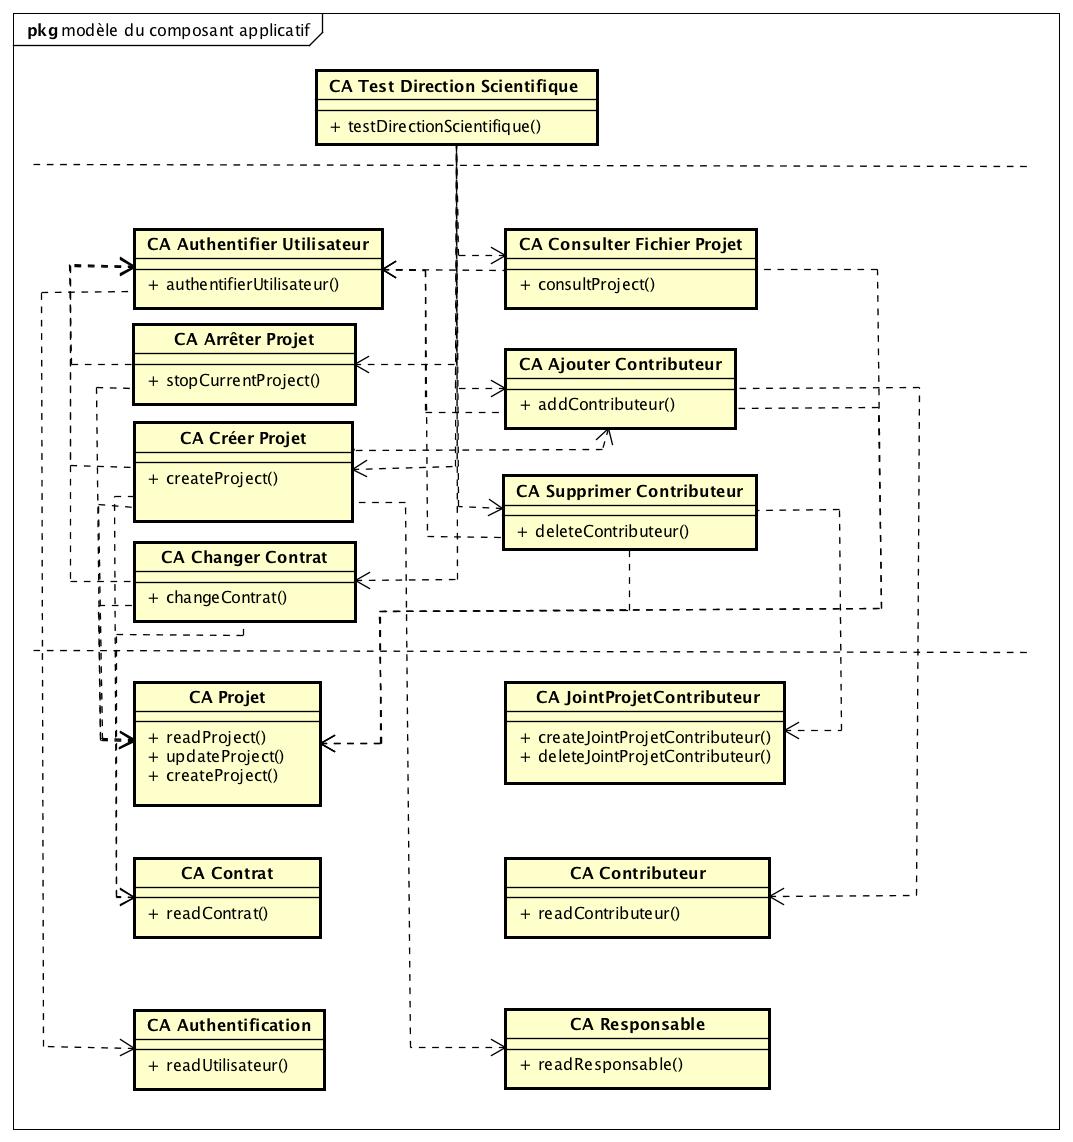 pkg modèle du composant applicatif
CA Test Direction Scientifique
+ testDirectionScientifique()
CA Authentifier Utilisateur
+ authentifierUtilisateur()
CA Consulter Fichier Projet
+ consultProject()
CA Arrêter Projet
+ stopCurrentProject()
CA Ajouter Contributeur
+ addContributeur()
CA Créer Projet
+ createProject()
CA Supprimer Contributeur
+ deleteContributeur()
CA Changer Contrat
+ changeContrat()
CA Projet
+ readProject()
+ updateProject()
+ createProject()
CA JointProjetContributeur
+ createJointProjetContributeur()
+ deleteJointProjetContributeur()
CA Contrat
+ readContrat()
CA Contributeur
+ readContributeur()
CA Authentification
+ readUtilisateur()
CA Responsable
+ readResponsable()